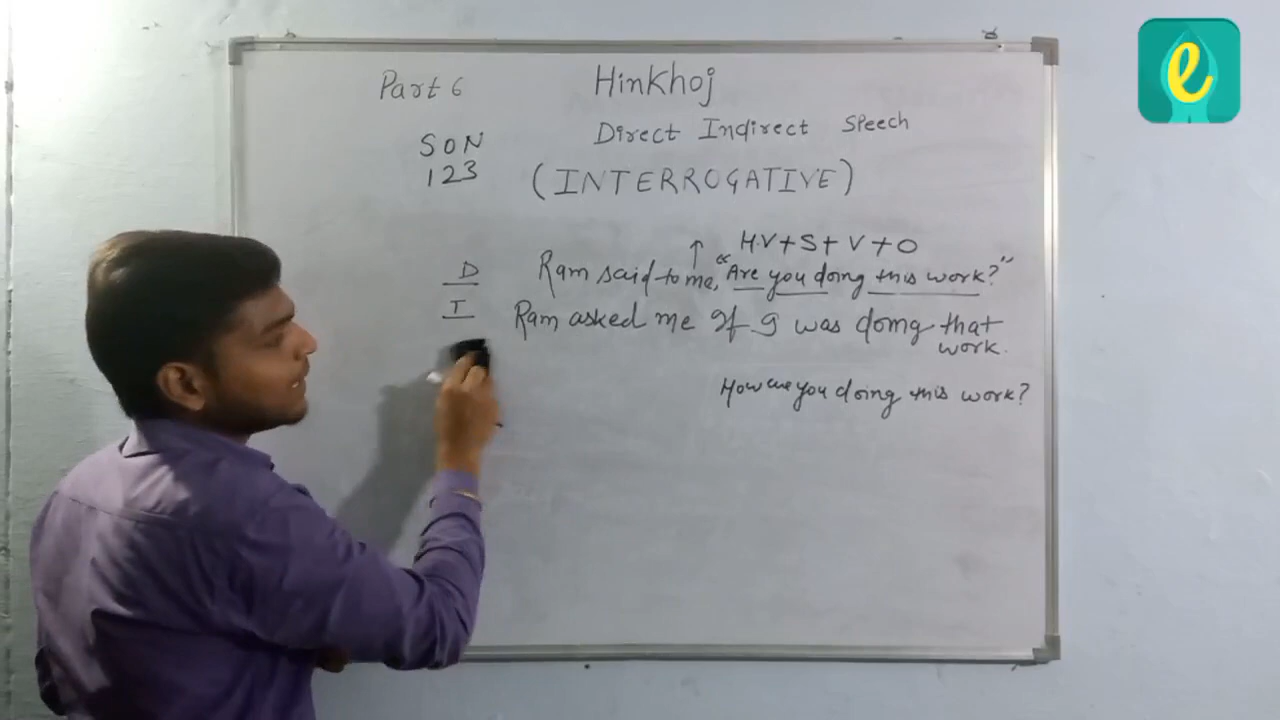 Part 6
Hinkhoj
Direct Indirect Speech
SON
123
(INTERROGATIVE)
↑ H.V+S+V+O
D Ram said to me, "Are you doing this work?"
I Ram asked me If I was doing that
work.
How are you doing this work?
e